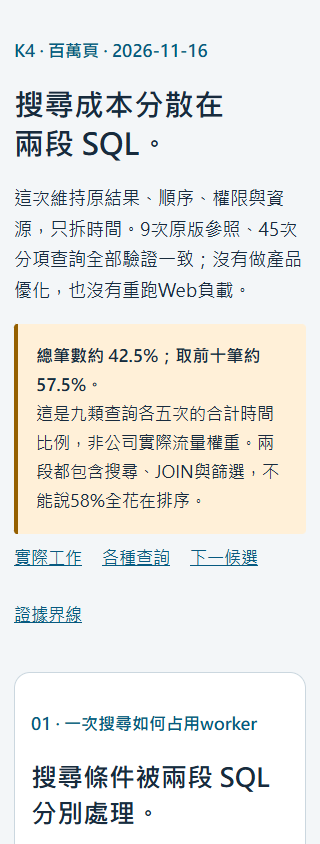 K4 · 百萬頁 · 2026-11-16
搜尋成本分散在
兩段 SQL。
這次維持原結果、順序、權限與資
源，只拆時間。9次原版參照、45次
分項查詢全部驗證一致；沒有做產品
優化，也沒有重跑Web負載。
總筆數約 42.5%；取前十筆約
57.5%。
這是九類查詢各五次的合計時間
比例，非公司實際流量權重。兩
段都包含搜尋、JOIN與篩選，不
能說58%全花在排序。
實際工作 各種查詢 下一候選
證據界線
01 · 一次搜尋如何占用worker
搜尋條件被兩段 SQL
分別處理。